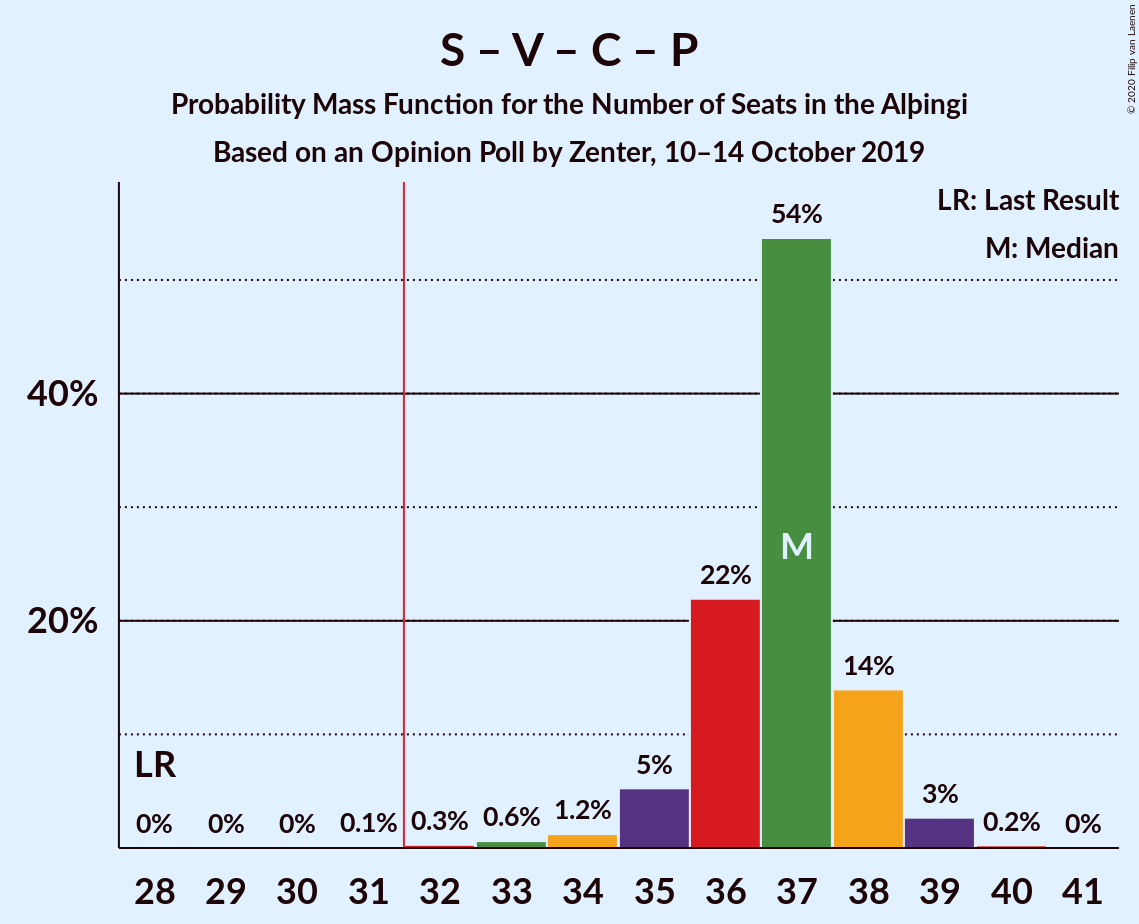 S – V – C – P
Probability Mass Function for the Number of Seats in the Alþingi
Based on an Opinion Poll by Zenter, 10–14 October 2019
© 2020 Filip van Laenen
LR: Last Result
M: Median
54%
40%
M
22%
20%
14%
LR
5%
3%
0% 0% 0% 0.1% 0.3% 0.6% 1.2% 0.2% 0%
28 29 30 31 32 33 34 35 36 37 38 39 40 41